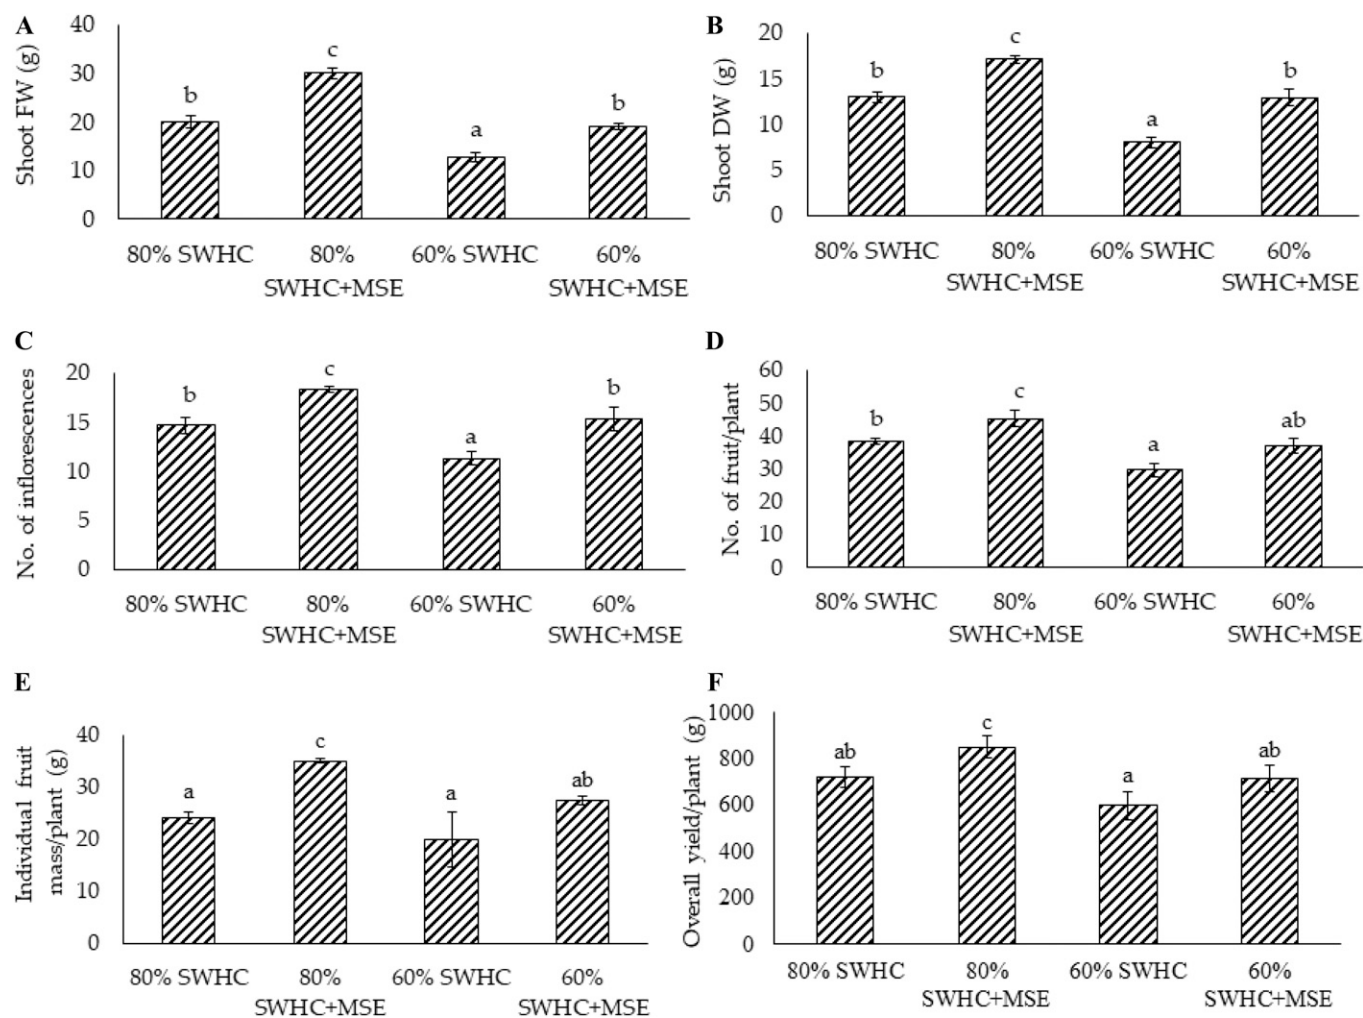 A
Shoot FW (g)
40
30
20
10
0
b
c
a
b
80% SWHC
80%
SWHC+MSE
60% SWHC
60%
SWHC+MSE
B
Shoot DW (g)
20
15
10
5
0
b
c
a
b
80% SWHC
80%
SWHC+MSE
60% SWHC
60%
SWHC+MSE
C
No. of inflorescences
20
15
10
5
0
b
c
a
b
80% SWHC
80%
SWHC+MSE
60% SWHC
60%
SWHC+MSE
D
No. of fruit/plant
60
50
40
30
20
10
0
b
c
a
ab
80% SWHC
80%
SWHC+MSE
60% SWHC
60%
SWHC+MSE
E
Individual fruit
mass/plant (g)
40
30
20
10
0
a
c
a
ab
80% SWHC
80%
SWHC+MSE
60% SWHC
60%
SWHC+MSE
F
Overall yield/plant (g)
1000
800
600
400
200
0
ab
c
a
ab
80% SWHC
80%
SWHC+MSE
60% SWHC
60%
SWHC+MSE